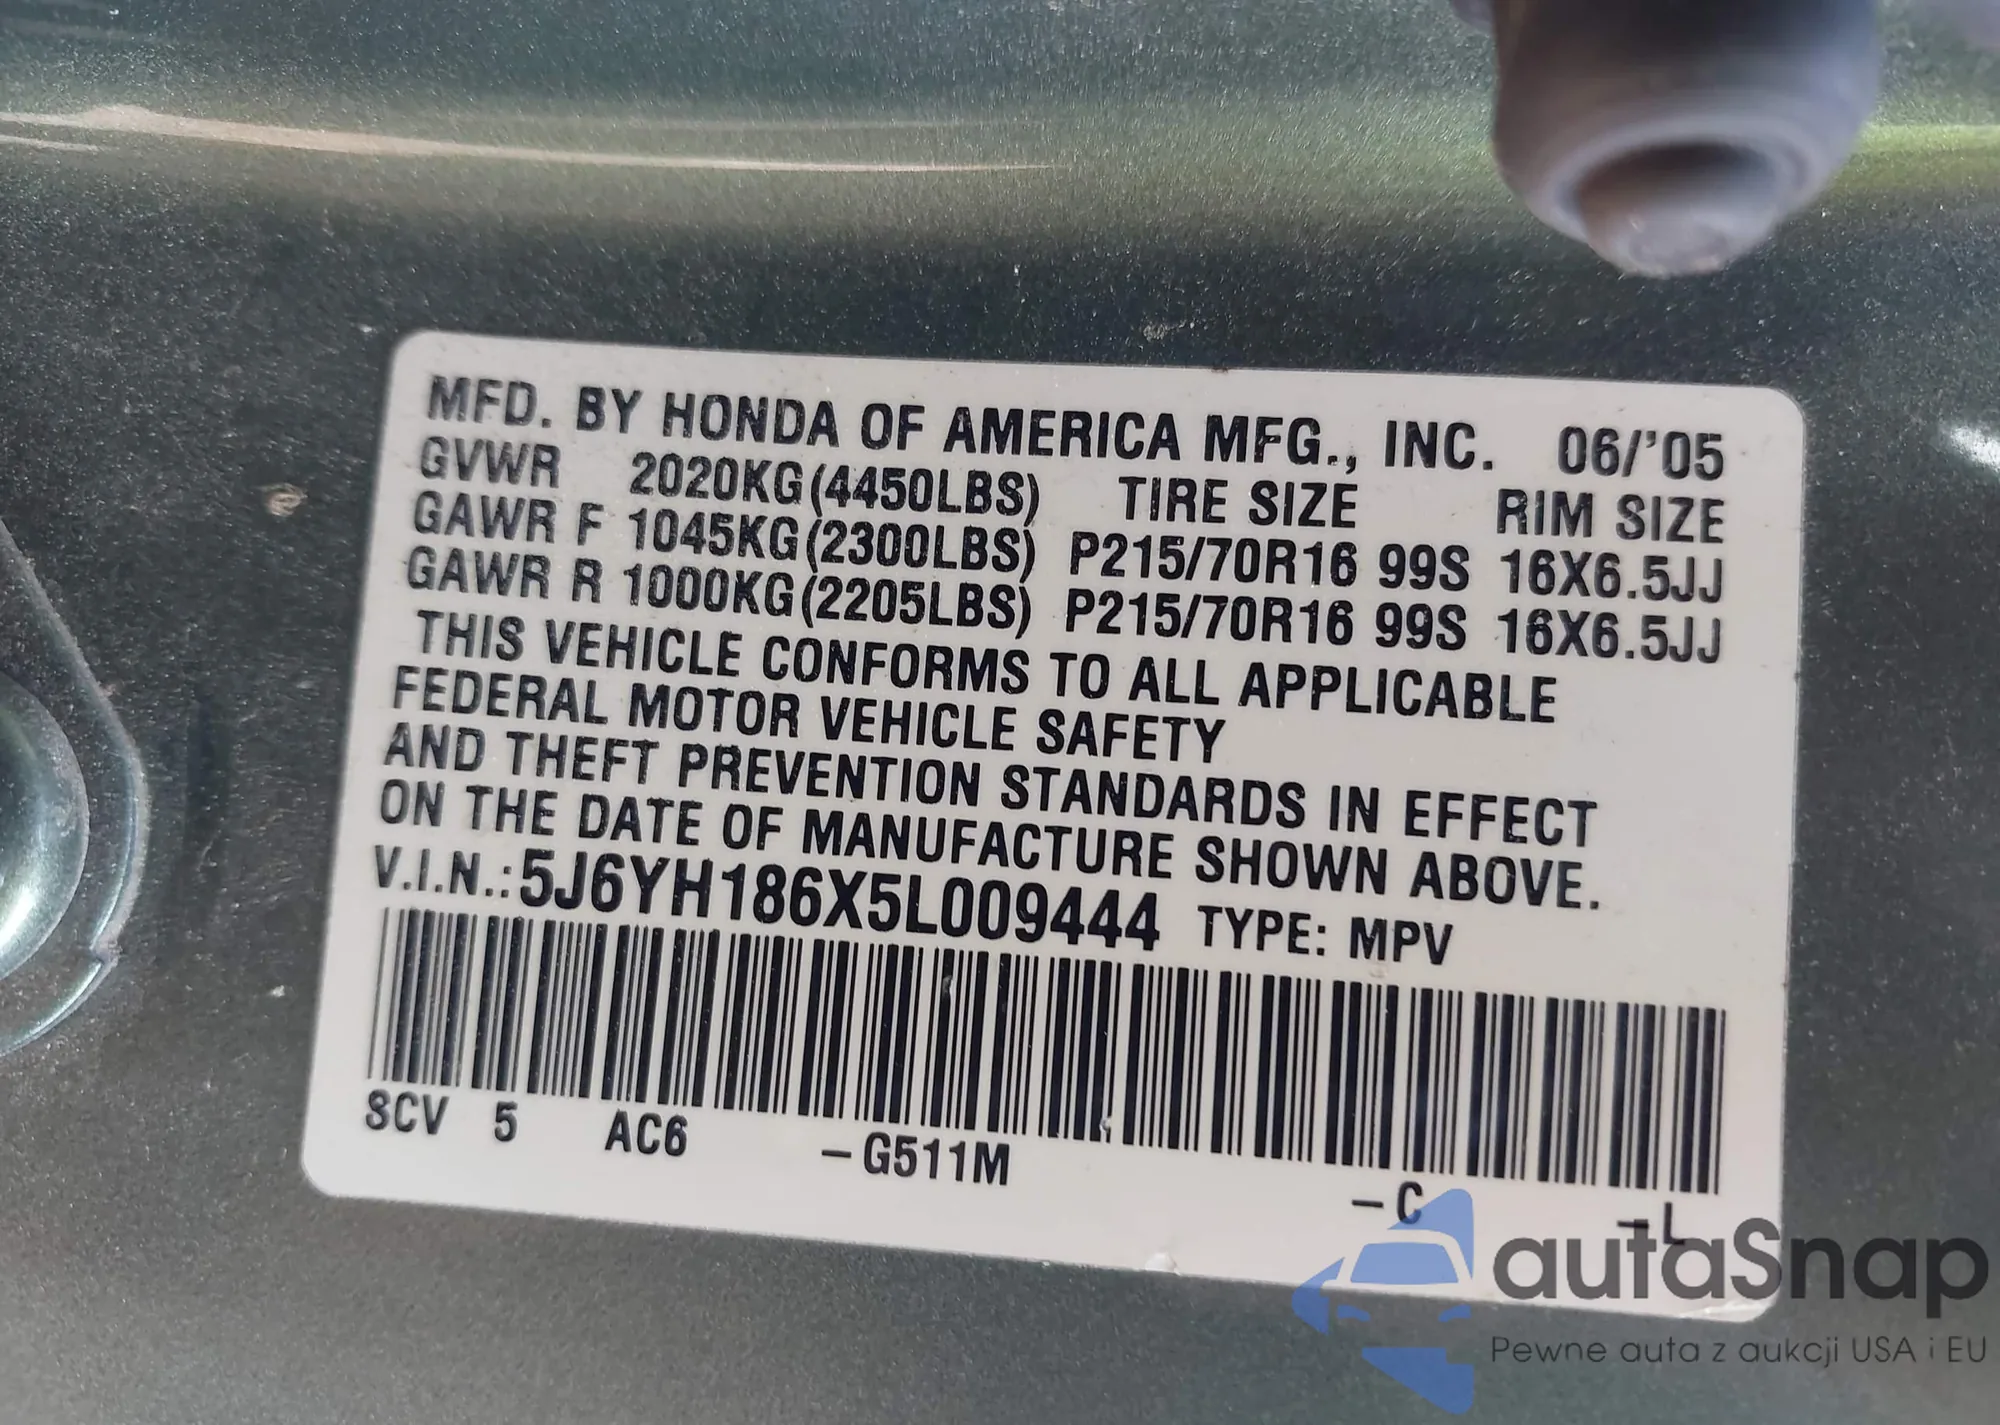 MFD. BY HONDA OF AMERICA MFG., INC. 06/'05
GVWR 2020KG(4450LBS) TIRE SIZE RIM SIZE
GAWR F 1045KG(2300LBS) P215/70R16 99S 16X6.5JJ
GAWR R 1000KG(2205LBS) P215/70R16 99S 16X6.5JJ
THIS VEHICLE CONFORMS TO ALL APPLICABLE
FEDERAL MOTOR VEHICLE SAFETY
AND THEFT PREVENTION STANDARDS IN EFFECT
ON THE DATE OF MANUFACTURE SHOWN ABOVE.
V.I.N.:5J6YH186X5L009444 TYPE: MPV
SCV 5 AC6 –G511M –C –L
autaSnap
Pewne auta z aukcji USA i EU